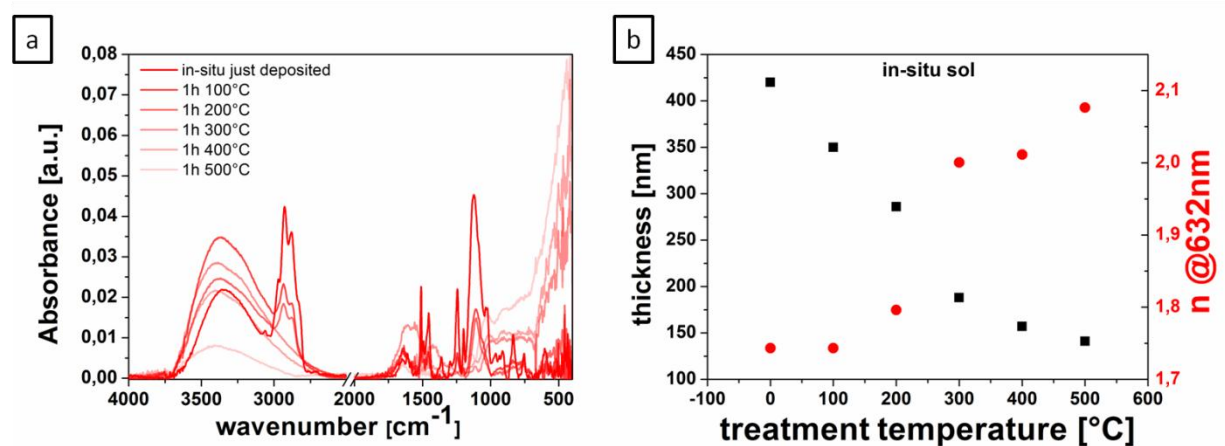 a
0,08
0,07
0,06
0,05
0,04
0,03
0,02
0,01
0,00
Absorbance [a.u.]
in-situ just deposited
1h 100°C
1h 200°C
1h 300°C
1h 400°C
1h 500°C
4000 3500 3000 2000 1500 1000 500
wavenumber [cm-1]
b
in-situ sol
450
400
350
300
250
200
150
100
thickness [nm]
2,1
2,0
1,9
1,8
1,7
n @632nm
-100 0 100 200 300 400 500 600
treatment temperature [°C]